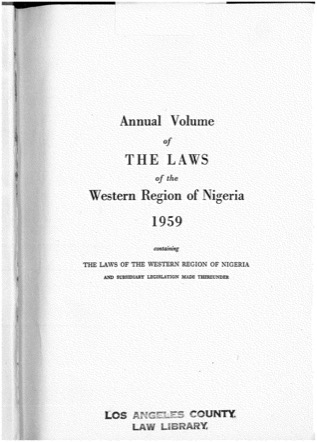 Annual Volume
of
THE LAWS
of the
Western Region of Nigeria
1959
containing
THE LAWS OF THE WESTERN REGION OF NIGERIA
AND SUBSIDIARY LEGISLATION MADE THEREUNDER
LOS ANGELES COUNTY,
LAW LIBRARY.